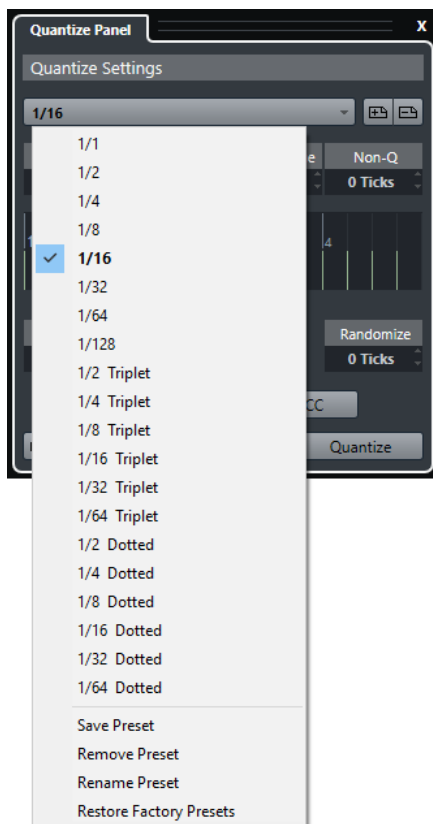 Quantize Panel
X
Quantize Settings
1/16
1/1
1/2
1/4
1/8
1/16
1/32
1/64
1/128
1/2 Triplet
1/4 Triplet
1/8 Triplet
1/16 Triplet
1/32 Triplet
1/64 Triplet
1/2 Dotted
1/4 Dotted
1/8 Dotted
1/16 Dotted
1/32 Dotted
1/64 Dotted
Save Preset
Remove Preset
Rename Preset
Restore Factory Presets
Non-Q
0 Ticks
4
Randomize
0 Ticks
CC
Quantize